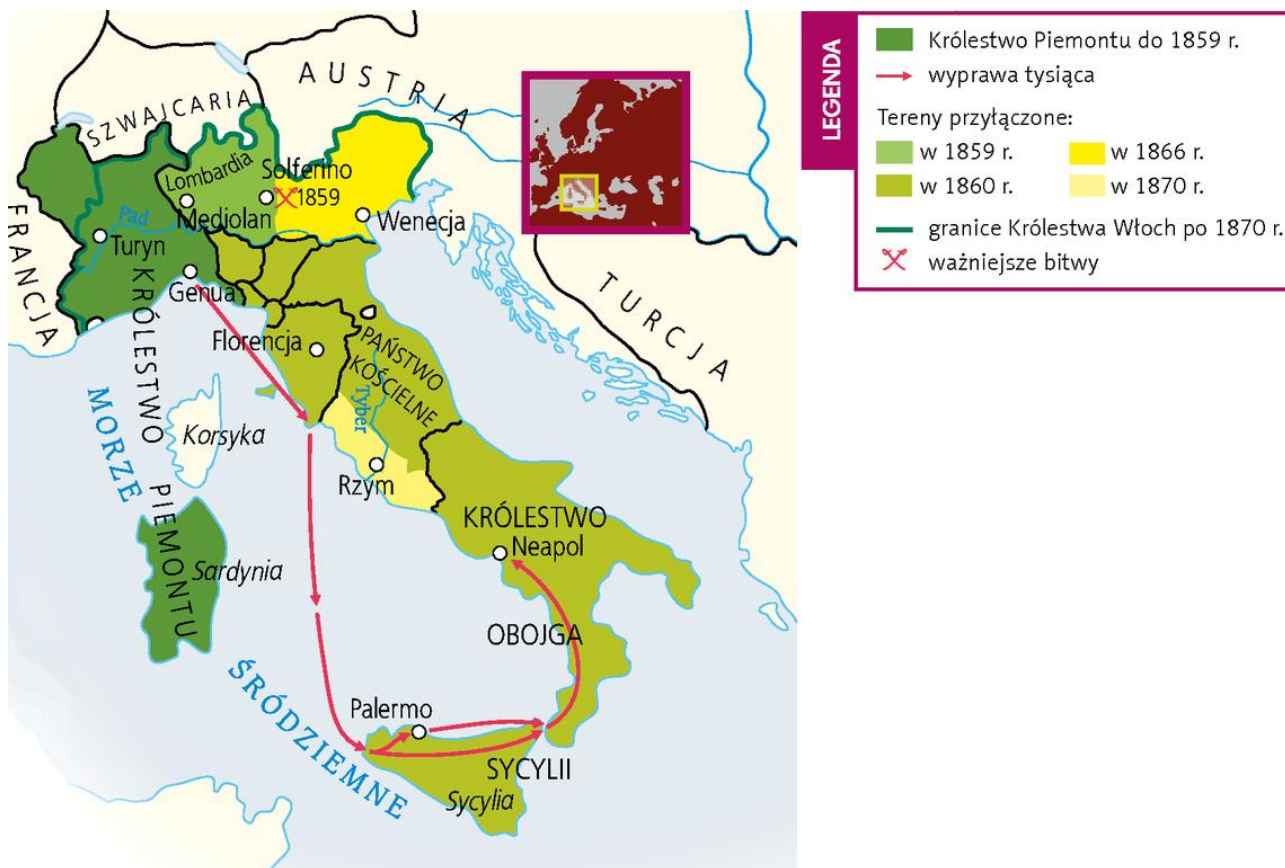 SZWAJCARIA
AUSTRIA
FRANCJA
TURCJA
Lombardia
Solferino
1859
Mediolan
Wenecja
Pad
Turyn
Genua
KRÓLESTWO PIEMONTU
Florencja
PAŃSTWO
KOŚCIELNE
Tyber
Rzym
MORZE
ŚRÓDZIEMNE
Korsyka
Sardynia
KRÓLESTWO
Neapol
OBOJGA
Palermo
SYCYLII
Sycylia
LEGENDA
Królestwo Piemontu do 1859 r.
wyprawa tysiąca
Tereny przyłączone:
w 1859 r.
w 1866 r.
w 1860 r.
w 1870 r.
granice Królestwa Włoch po 1870 r.
ważniejsze bitwy